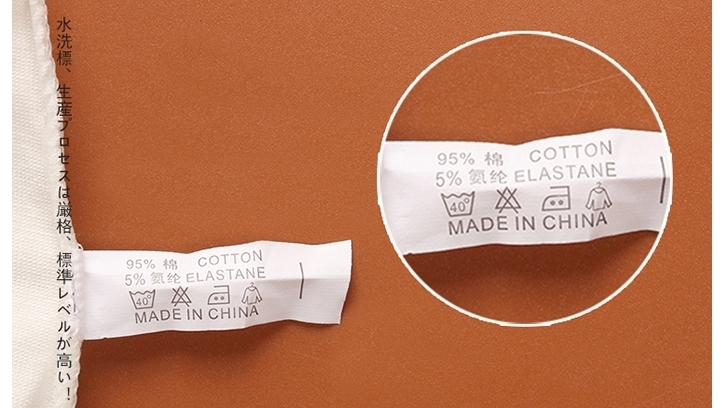 水洗標、生産プロセスは厳格、標準レベルが高い！
95% 棉 COTTON
5% 氨纶 ELASTANE
40°
MADE IN CHINA
95% 棉 COTTON
5% 氨纶 ELASTANE
40°
MADE IN CHINA